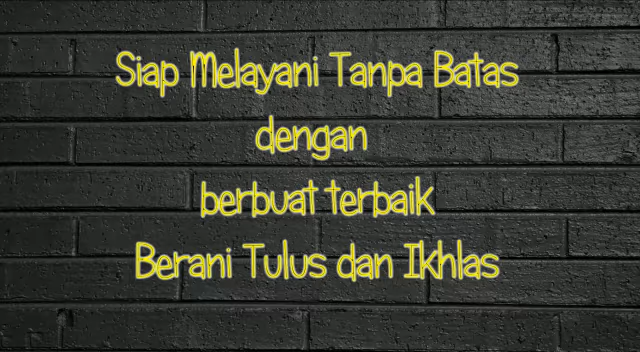 Siap Melayani Tanpa Batas
dengan
berbuat terbaik
Berani Tulus dan Ikhlas